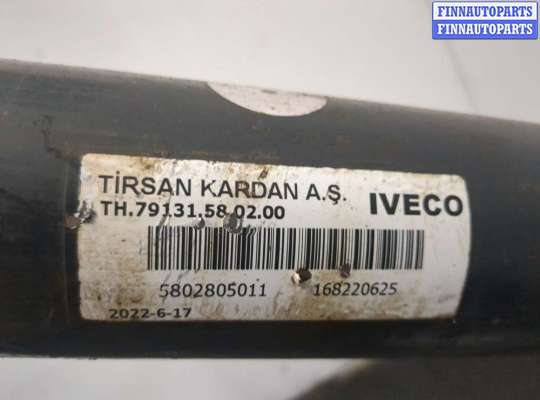 FINNAUTOPARTS
FINNAUTOPARTS
TİRSAN KARDAN A.Ş. IVECO
TH.79131.58.02.00
5802805011 168220625
2022-6-17